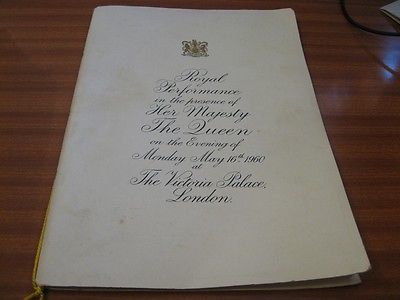 Royal
Performance
in the presence of
Her Majesty
The Queen
on the Evening of
Monday May 16th 1960
at
The Victoria Palace,
London.